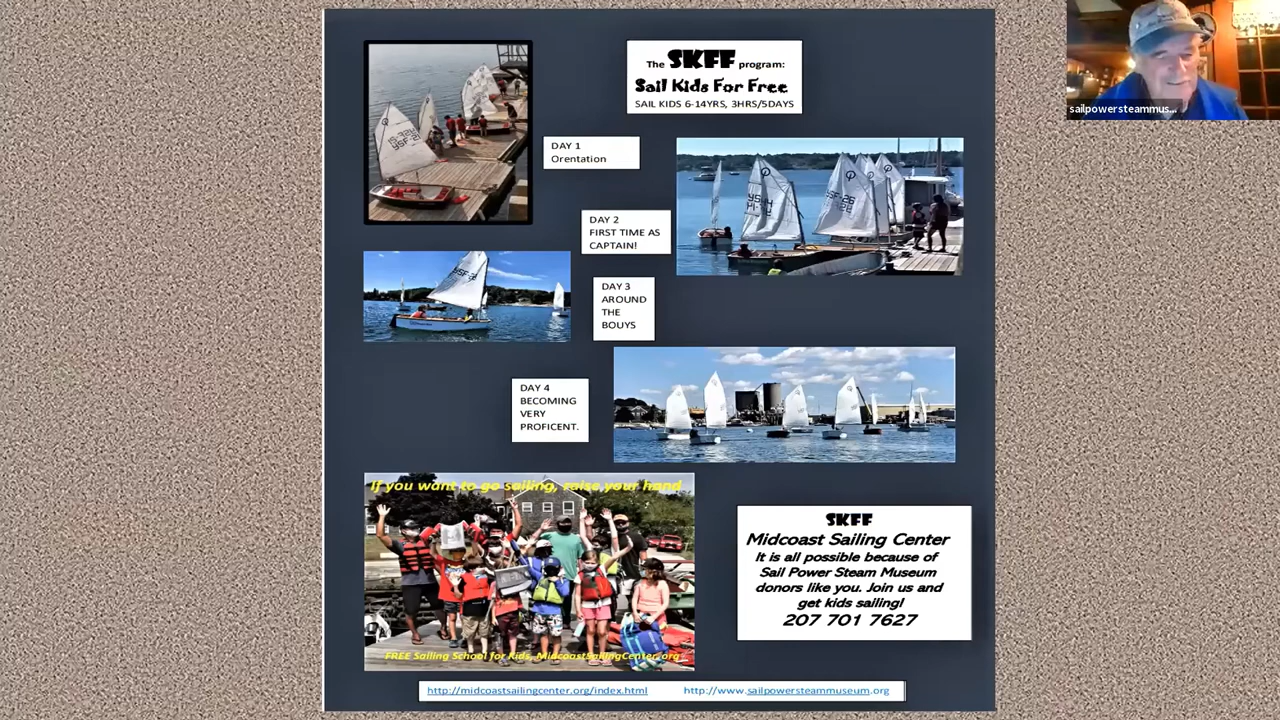 The SKFF program:
Sail Kids For Free
SAIL KIDS 6-14YRS, 3HRS/5DAYS
sailpowersteammus...
DAY 1
Orentation
DAY 2
FIRST TIME AS
CAPTAIN!
DAY 3
AROUND
THE
BOUYS
DAY 4
BECOMING
VERY
PROFICENT.
If you want to go sailing, raise your hand
FREE Sailing School for Kids, MidcoastSailingCenter.org
SKFF
Midcoast Sailing Center
It is all possible because of
Sail Power Steam Museum
donors like you. Join us and
get kids sailing!
207 701 7627
http://midcoastsailingcenter.org/index.html http://www.sailpowersteammuseum.org